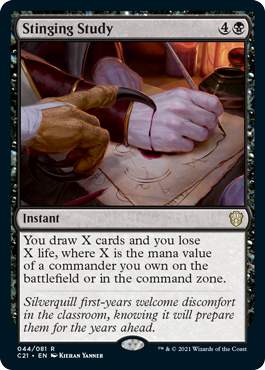 Stinging Study 4
Instant
You draw X cards and you lose
X life, where X is the mana value
of a commander you own on the
battlefield or in the command zone.
Silverquill first-years welcome discomfort
in the classroom, knowing it will prepare
them for the years ahead.
044/081 R
C21 • EN KIERAN YANNER
™ & © 2021 Wizards of the Coast